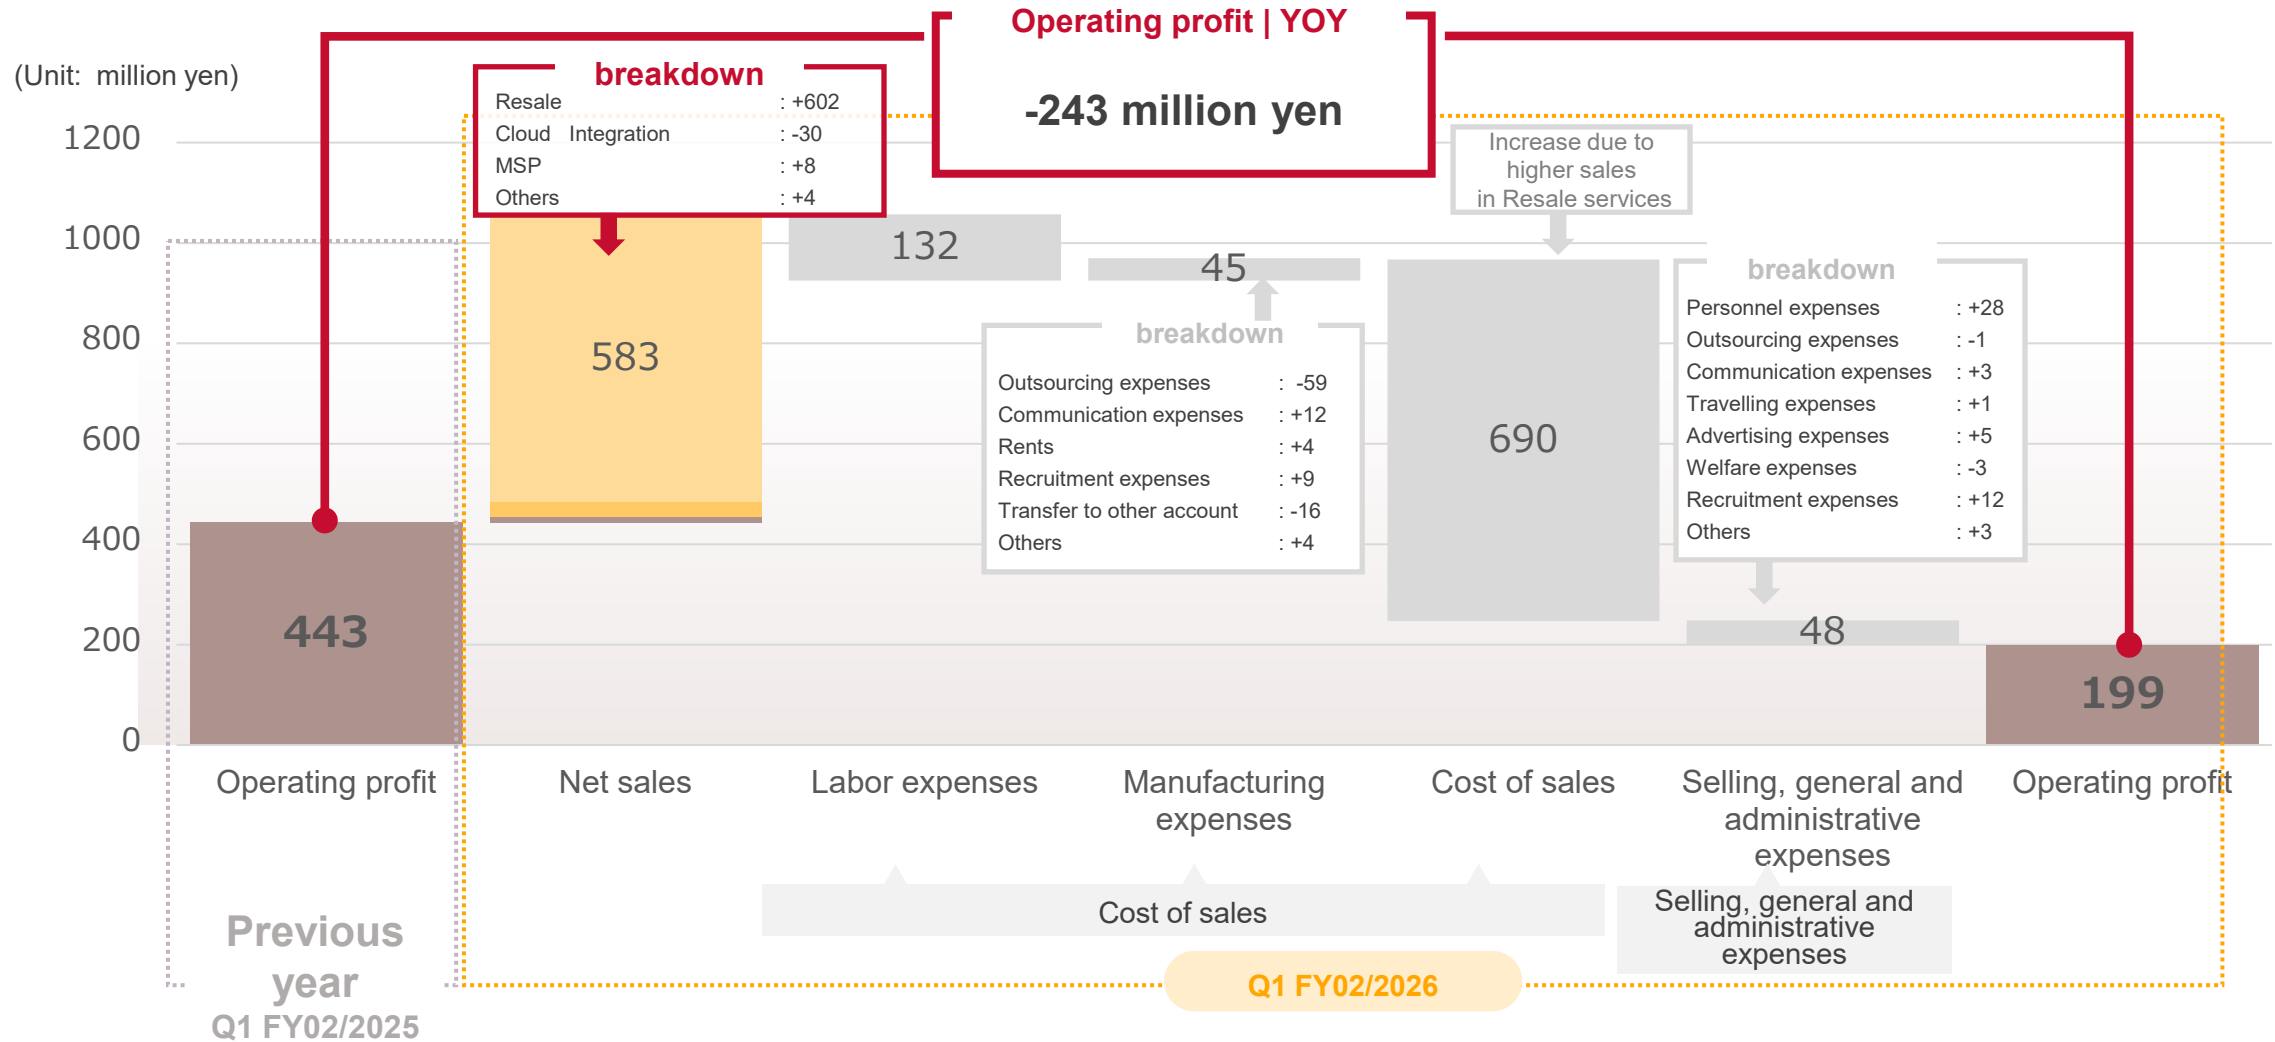 Operating profit | YOY
-243 million yen
(Unit: million yen)
breakdown
Resale : +602
Cloud Integration : -30
MSP : +8
Others : +4
Increase due to
higher sales
in Resale services
1200
1000
800
600
400
200
0
443
583
132
45
690
48
199
breakdown
Outsourcing expenses : -59
Communication expenses : +12
Rents : +4
Recruitment expenses : +9
Transfer to other account : -16
Others : +4
breakdown
Personnel expenses : +28
Outsourcing expenses : -1
Communication expenses : +3
Travelling expenses : +1
Advertising expenses : +5
Welfare expenses : -3
Recruitment expenses : +12
Others : +3
Operating profit
Net sales
Labor expenses
Manufacturing
expenses
Cost of sales
Selling, general and
administrative
expenses
Operating profit
Cost of sales
Selling, general and
administrative
expenses
Previous
year
Q1 FY02/2025
Q1 FY02/2026